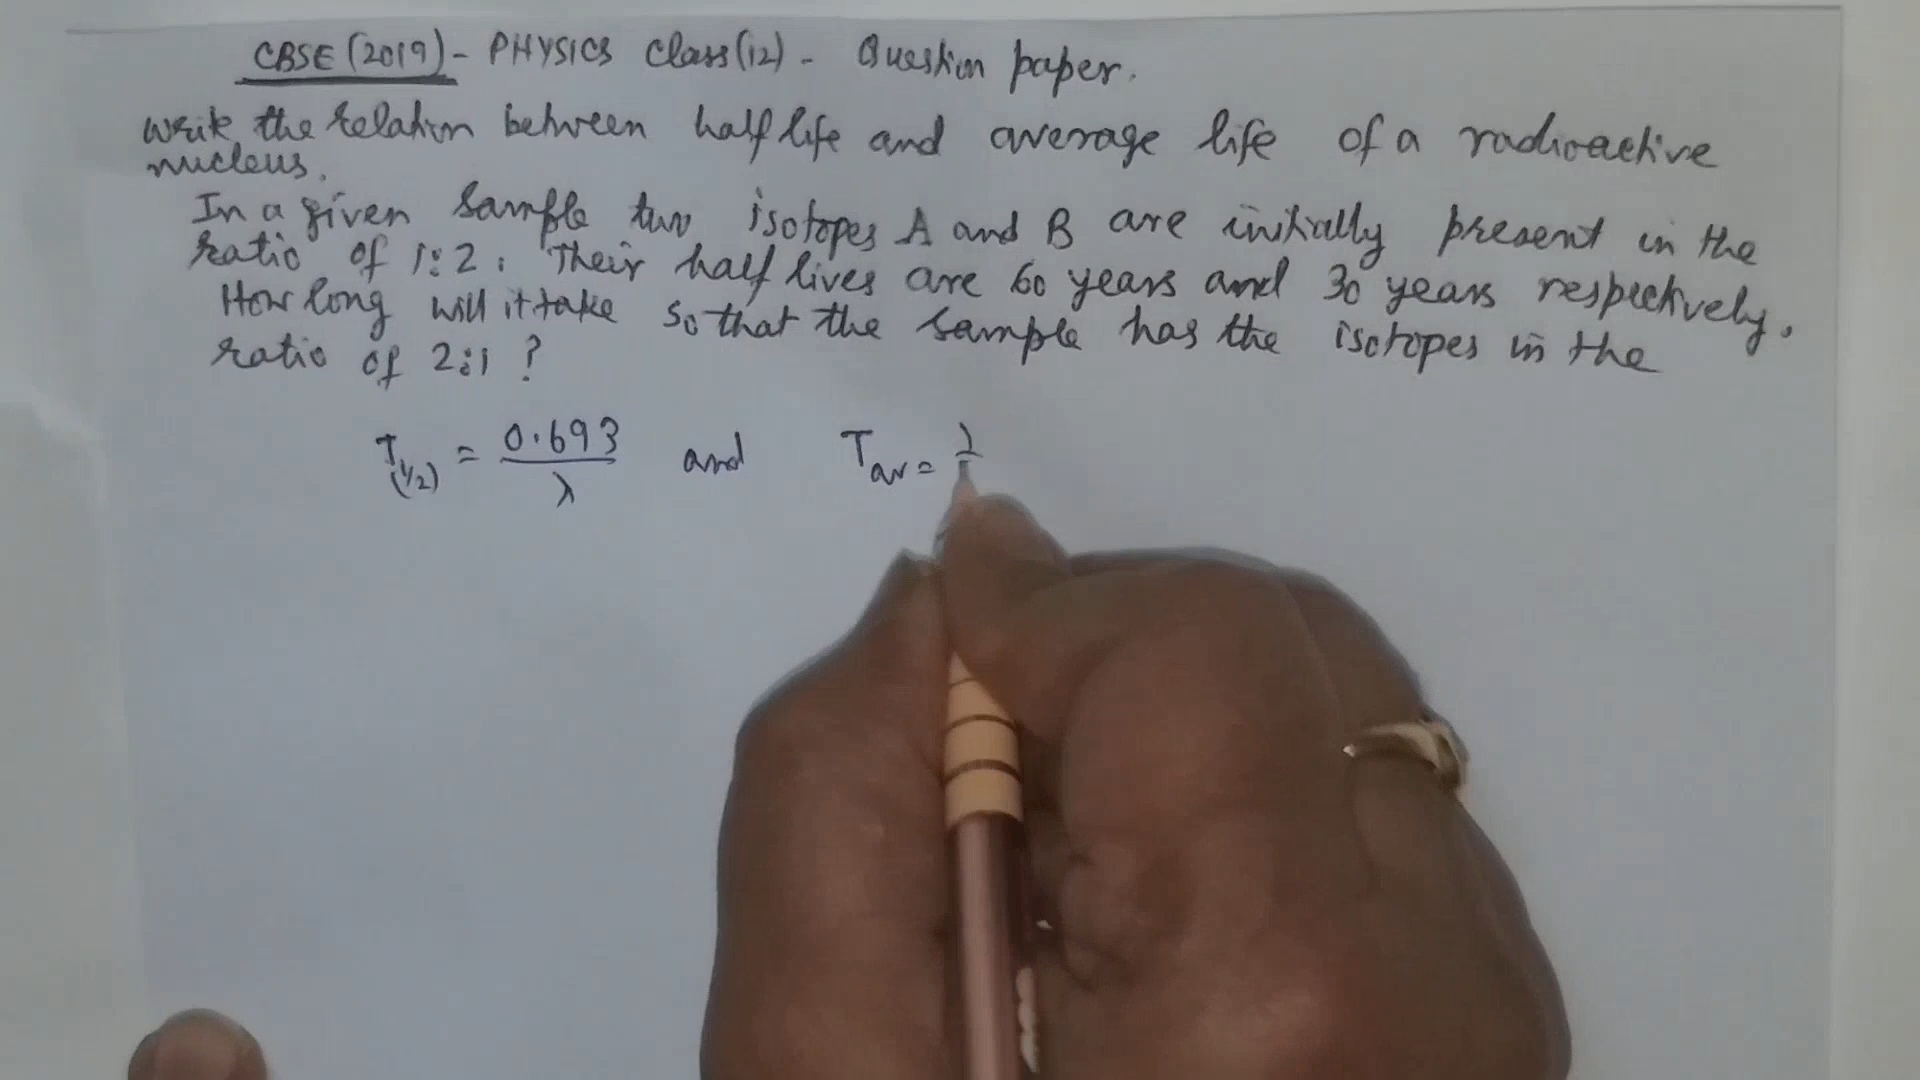 CBSE (2019) - PHYSICS Class (12) - Question paper.
Write the relation between half life and average life of a radioactive
nucleus.
In a given sample two isotopes A and B are initially present in the
ratio of 1:2. Their half lives are 60 years and 30 years respectively.
How long will it take so that the sample has the isotopes in the
ratio of 2:1 ?
T(1/2) = 0.693/λ and Tav =